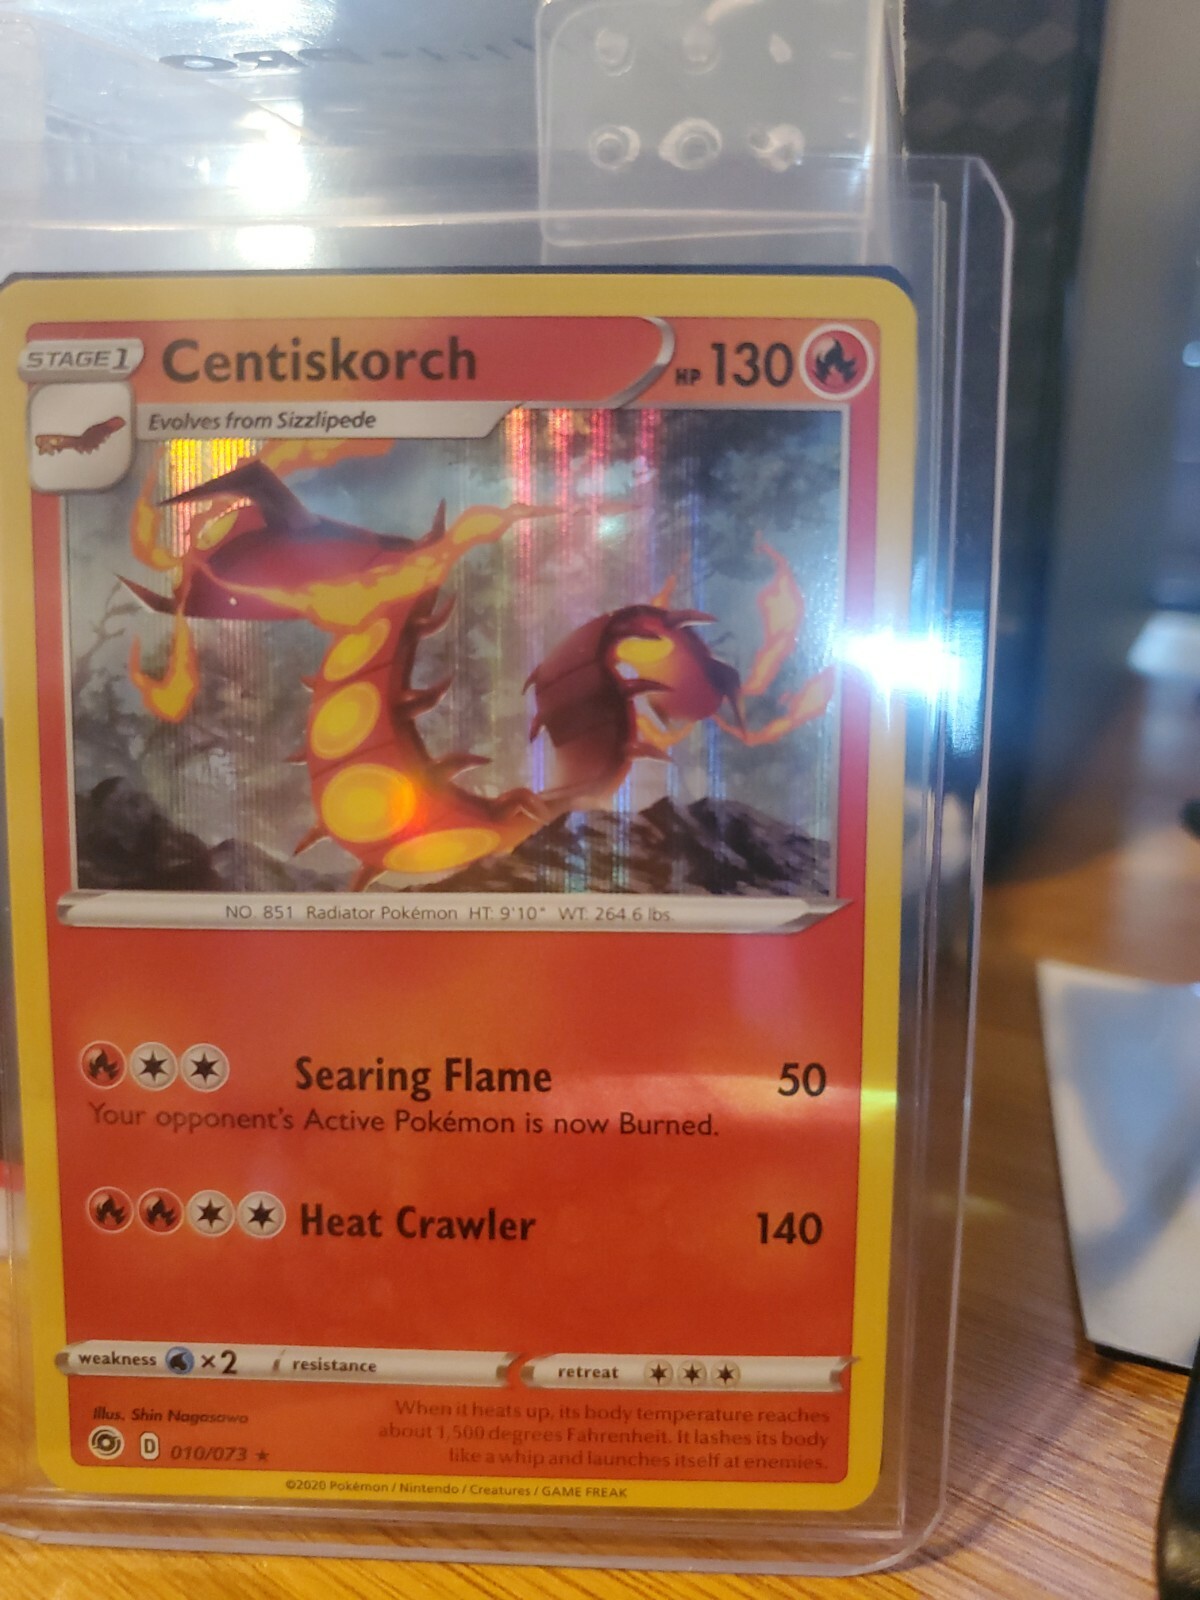 STAGE 1
Centiskorch
HP 130
Evolves from Sizzlipede
NO. 851 Radiator Pokémon HT: 9'10" WT: 264.6 lbs.
Searing Flame 50
Your opponent's Active Pokémon is now Burned.
Heat Crawler 140
weakness ×2 resistance retreat
Illus. Shin Nagasawa
D 010/073 ★
When it heats up, its body temperature reaches
about 1,500 degrees Fahrenheit. It lashes its body
like a whip and launches itself at enemies.
©2020 Pokémon / Nintendo / Creatures / GAME FREAK